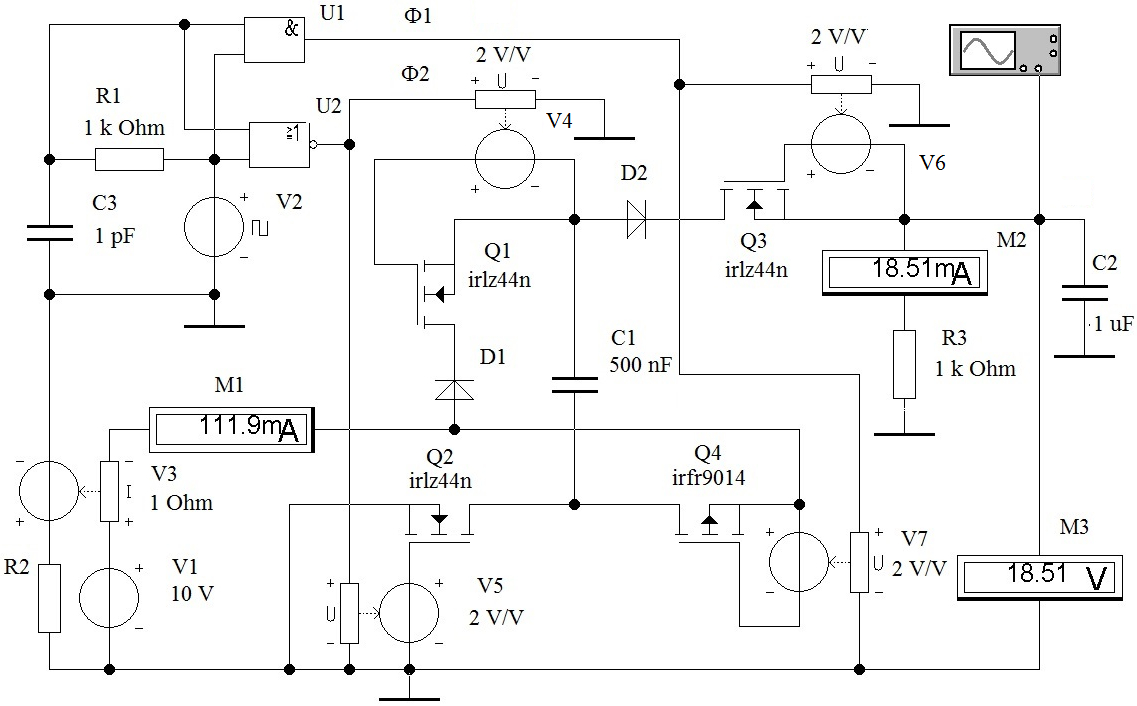 U1
Φ1
&
2 V/V
+ U -
2 V/V
+ U -
Φ2
R1
1 k Ohm
U2
≥1
V4
+ -
V6
+ -
D2
C3
1 pF
V2
+
-
Q1
irlz44n
Q3
irlz44n
M2
18.51mA
C2
1 uF
D1
C1
500 nF
R3
1 k Ohm
M1
111.9mA
Q2
irlz44n
Q4
irfr9014
-
+
-
I
+
V3
1 Ohm
R2
V1
10 V
+
-
+
U
-
+
-
V5
2 V/V
+
-
+
U
-
V7
2 V/V
M3
18.51 V